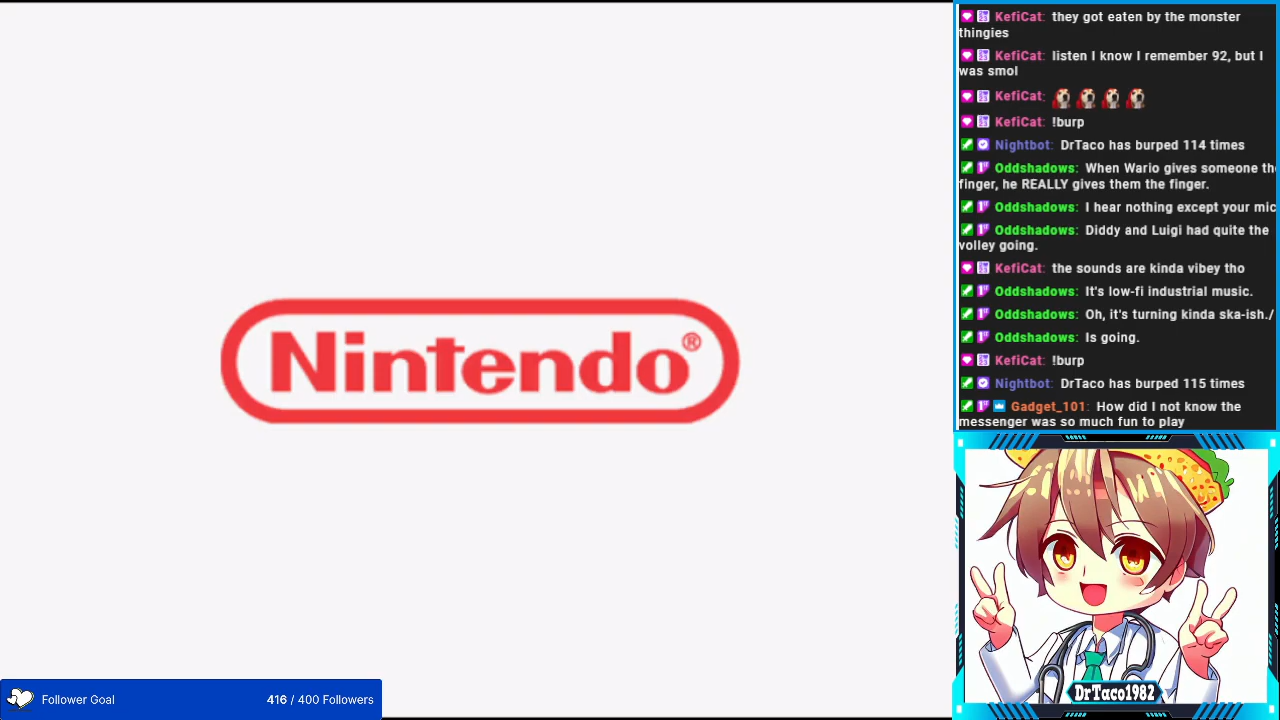 Nintendo®
KefiCat: they got eaten by the monster
thingies
KefiCat: listen I know I remember 92, but I
was smol
KefiCat:
KefiCat: !burp
Nightbot: DrTaco has burped 114 times
Oddshadows: When Wario gives someone the
finger, he REALLY gives them the finger.
Oddshadows: I hear nothing except your mic
Oddshadows: Diddy and Luigi had quite the
volley going.
KefiCat: the sounds are kinda vibey tho
Oddshadows: It's low-fi industrial music.
Oddshadows: Oh, it's turning kinda ska-ish./
Oddshadows: Is going.
KefiCat: !burp
Nightbot: DrTaco has burped 115 times
Gadget_101: How did I not know the
messenger was so much fun to play
DrTaco1982
Follower Goal 416 / 400 Followers